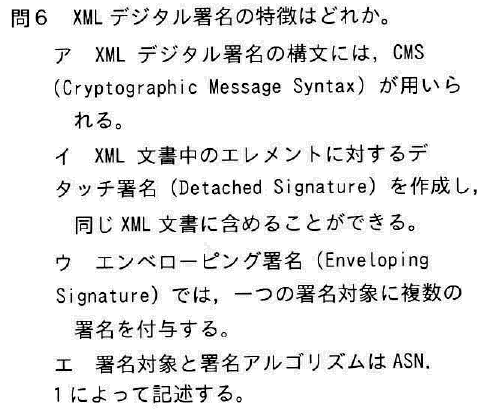 問6 XMLデジタル署名の特徴はどれか。
ア XML デジタル署名の構文には, CMS
(Cryptographic Message Syntax) が用いら
れる。
イ XML 文書中のエレメントに対するデ
タッチ署名 (Detached Signature) を作成し,
同じXML文書に含めることができる。
ウ エンベローピング署名 (Enveloping
Signature) では, 一つの署名対象に複数の
署名を付与する。
エ 署名対象と署名アルゴリズムは ASN.
1によって記述する。